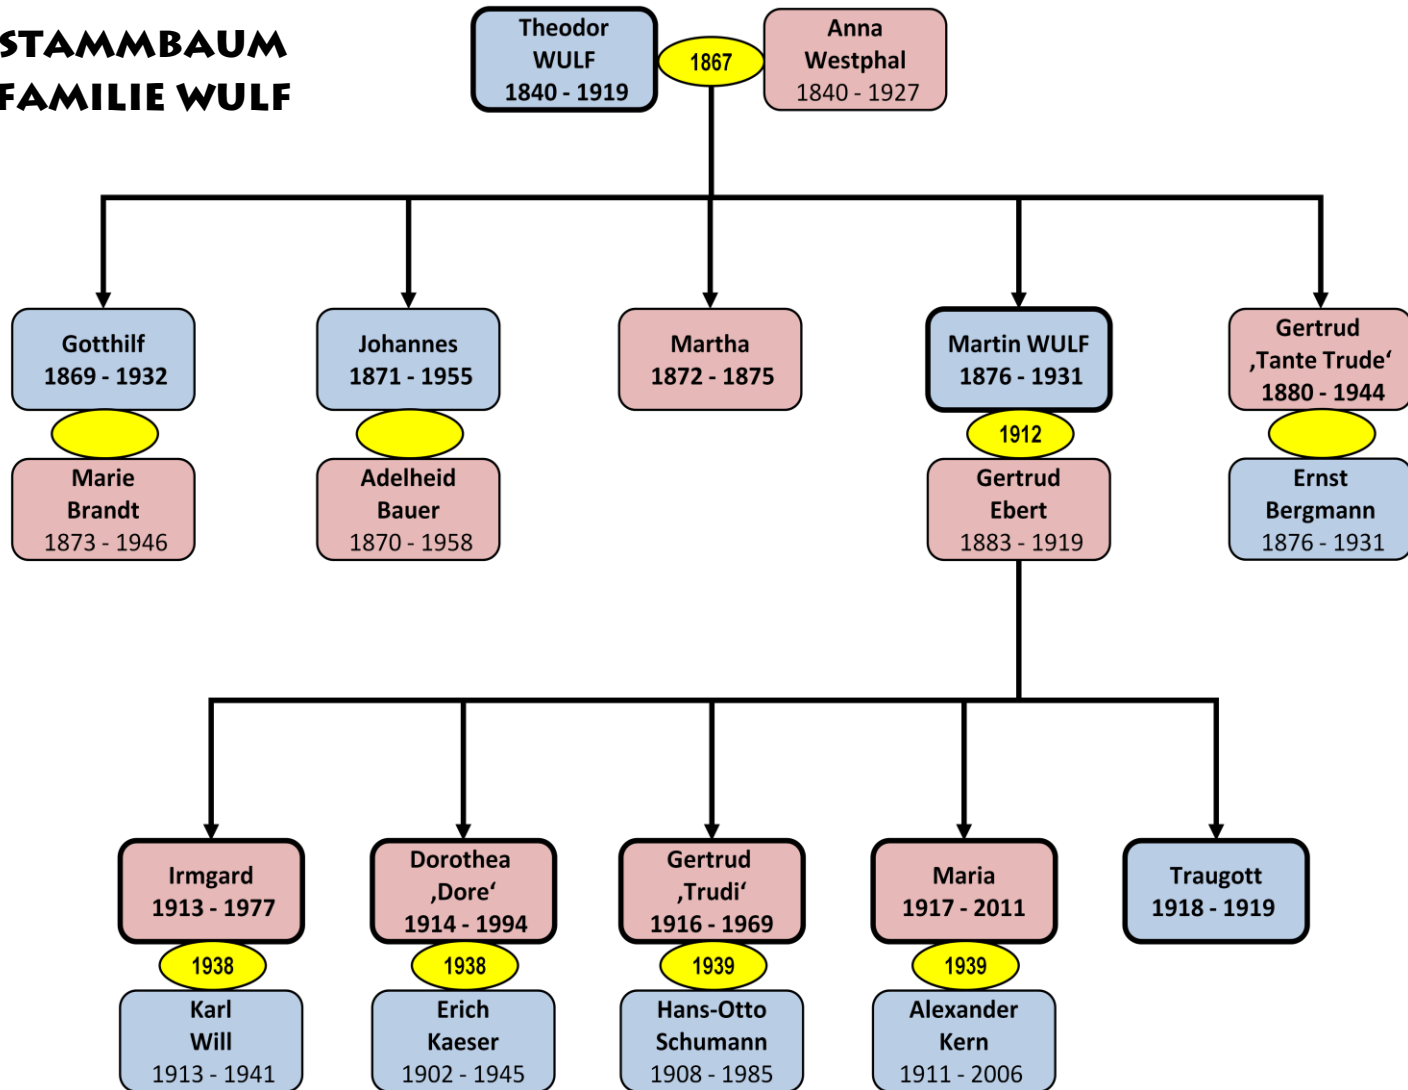 STAMMBAUM
FAMILIE WULF
Theodor
WULF
1840 - 1919
1867
Anna
Westphal
1840 - 1927
Gotthilf
1869 - 1932
Marie
Brandt
1873 - 1946
Johannes
1871 - 1955
Adelheid
Bauer
1870 - 1958
Martha
1872 - 1875
Martin WULF
1876 - 1931
1912
Gertrud
Ebert
1883 - 1919
Gertrud
‚Tante Trude‘
1880 - 1944
Ernst
Bergmann
1876 - 1931
Irmgard
1913 - 1977
1938
Karl
Will
1913 - 1941
Dorothea
‚Dore‘
1914 - 1994
1938
Erich
Kaeser
1902 - 1945
Gertrud
‚Trudi‘
1916 - 1969
1939
Hans-Otto
Schumann
1908 - 1985
Maria
1917 - 2011
1939
Alexander
Kern
1911 - 2006
Traugott
1918 - 1919